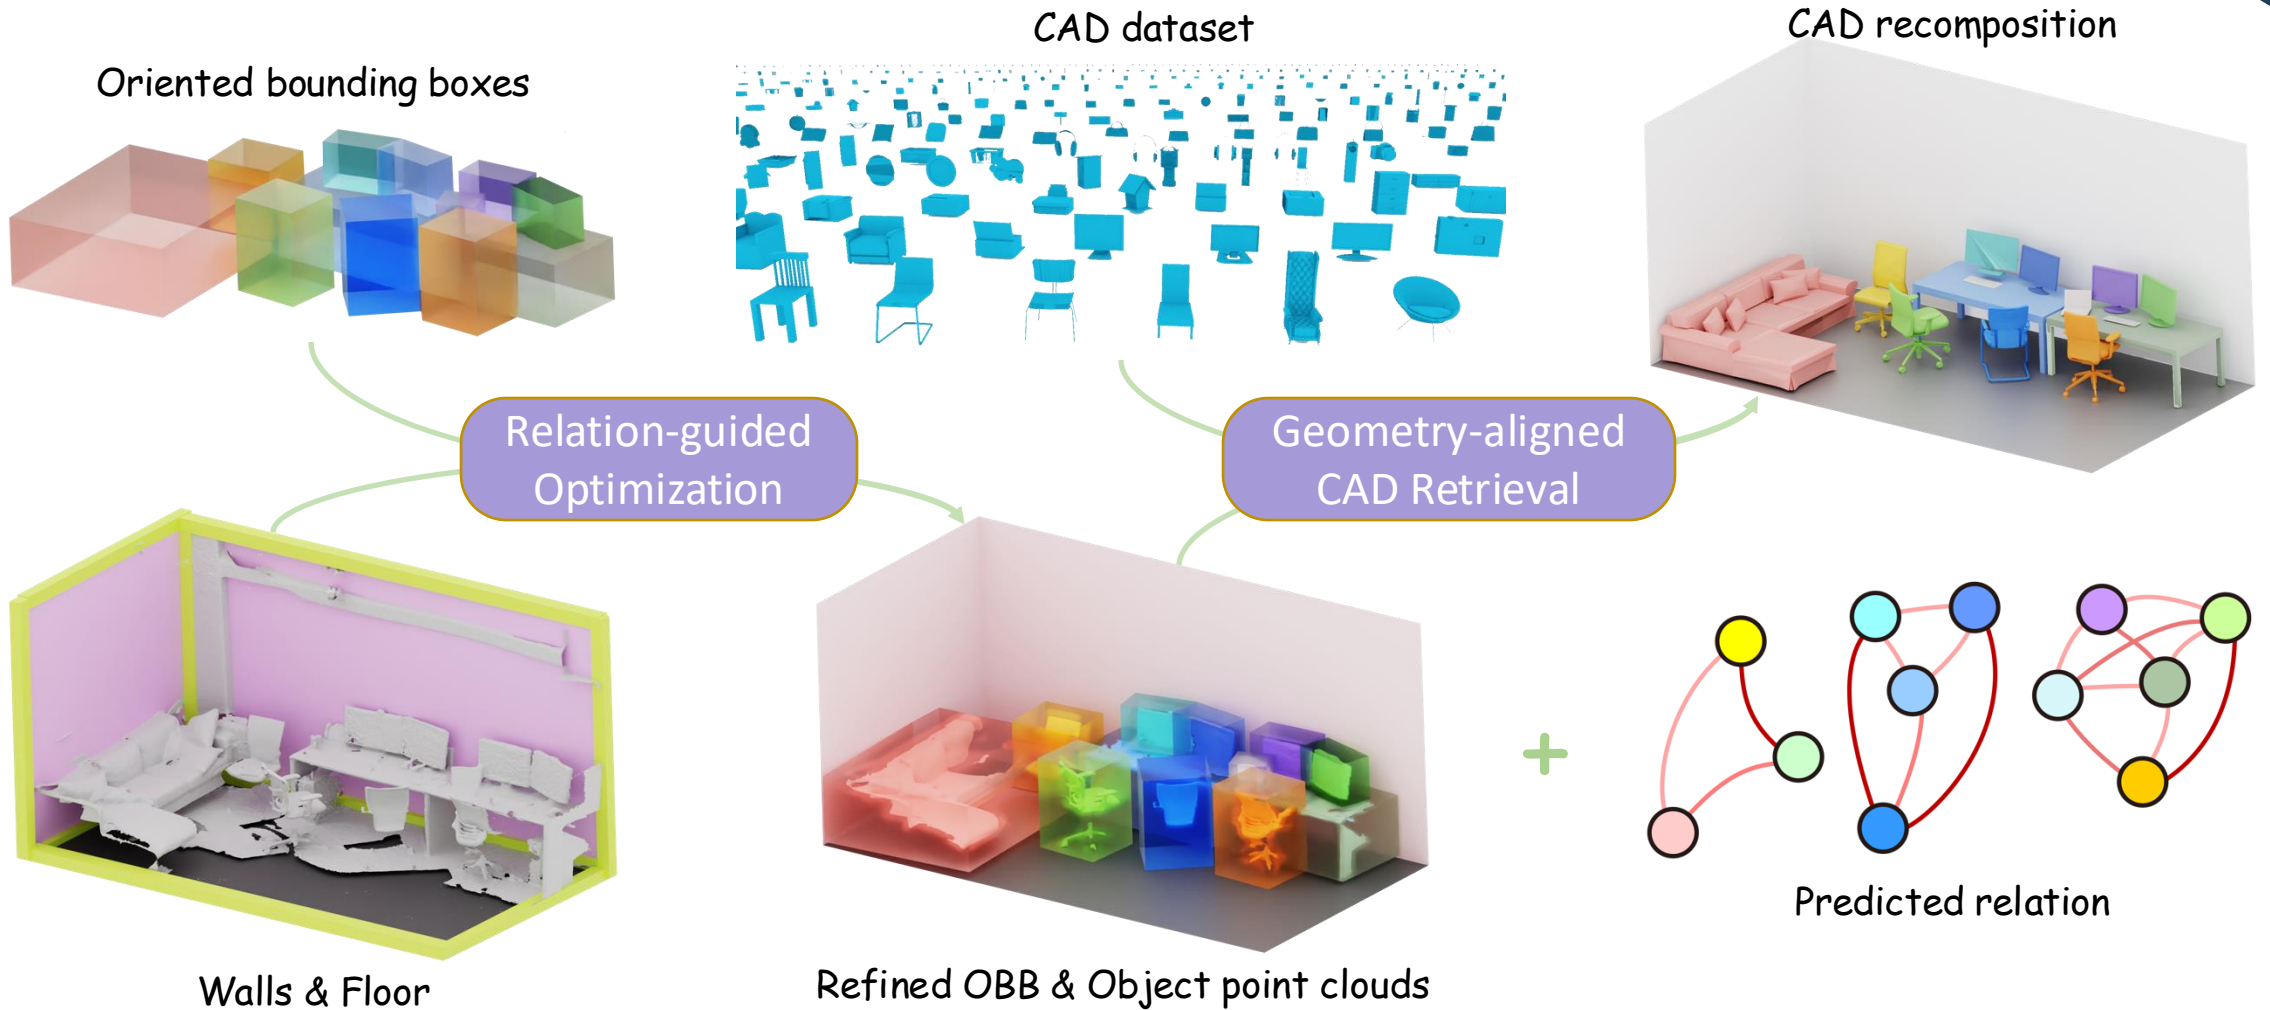 CAD dataset
CAD recomposition
Oriented bounding boxes
Relation-guided
Optimization
Geometry-aligned
CAD Retrieval
Predicted relation
Walls & Floor
Refined OBB & Object point clouds